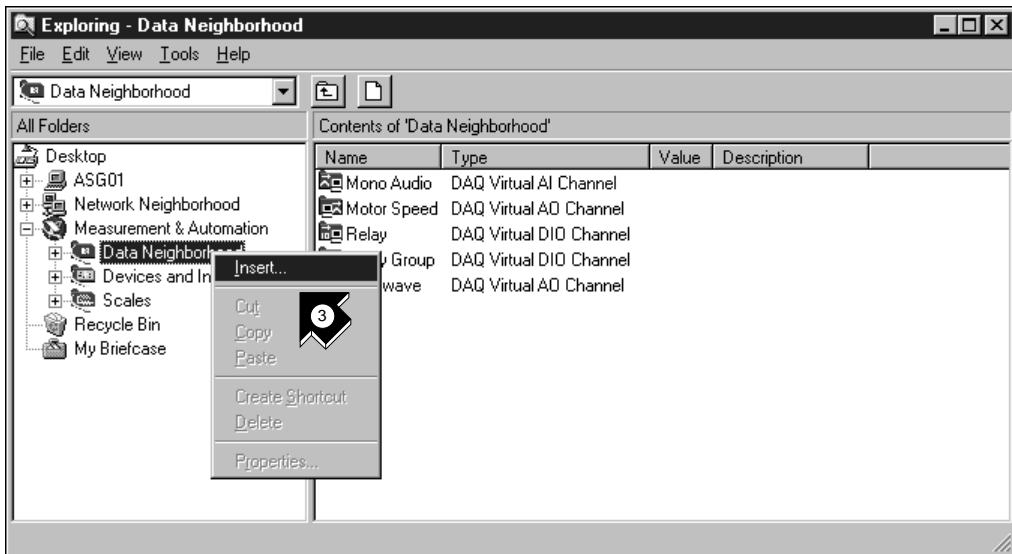 Exploring - Data Neighborhood
File Edit View Tools Help
Data Neighborhood
All Folders
Contents of 'Data Neighborhood'
Desktop
ASG01
Network Neighborhood
Measurement & Automation
Data Neighborhood
Devices and In
Scales
Recycle Bin
My Briefcase
Name Type Value Description
Mono Audio DAQ Virtual AI Channel
Motor Speed DAQ Virtual AO Channel
Relay DAQ Virtual DIO Channel
y Group DAQ Virtual DIO Channel
wave DAQ Virtual AO Channel
Insert...
Cut
Copy
Paste
Create Shortcut
Delete
Properties...
3